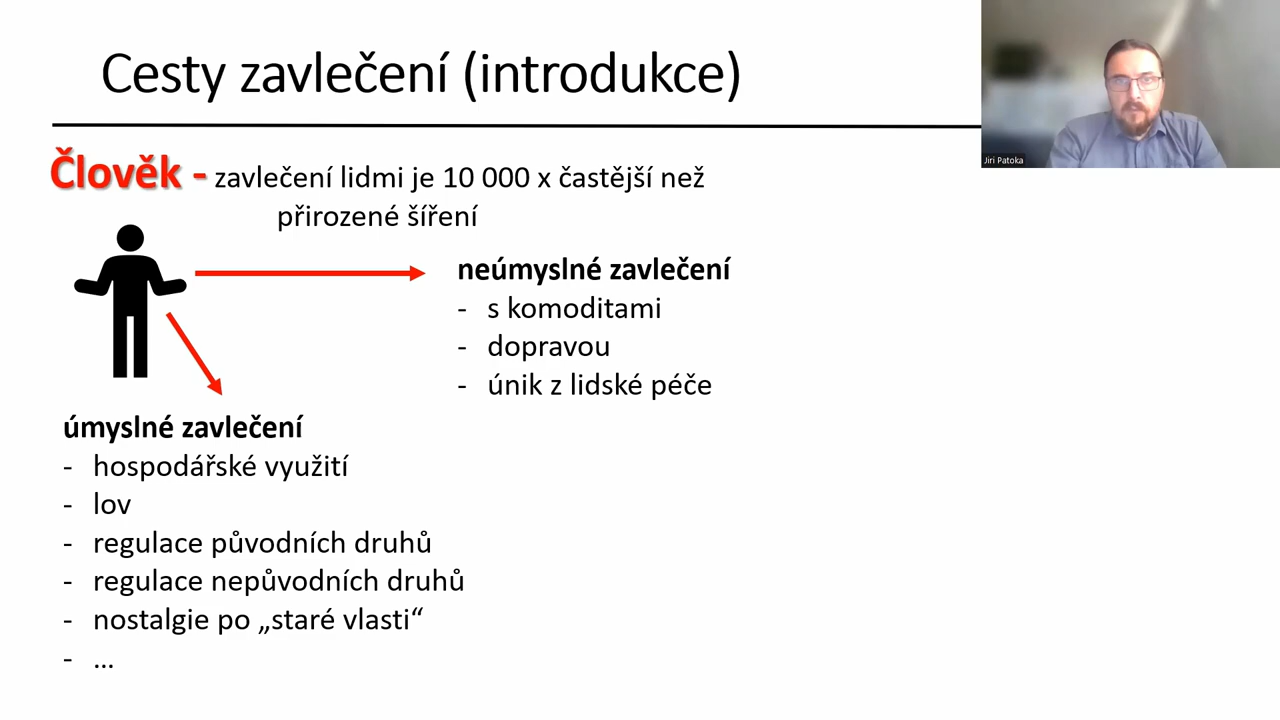 Cesty zavlečení (introdukce)
Jiri Patoka
Člověk - zavlečení lidmi je 10 000 x častější než
přirozené šíření
neúmyslné zavlečení
- s komoditami
- dopravou
- únik z lidské péče
úmyslné zavlečení
- hospodářské využití
- lov
- regulace původních druhů
- regulace nepůvodních druhů
- nostalgie po „staré vlasti“
- ...